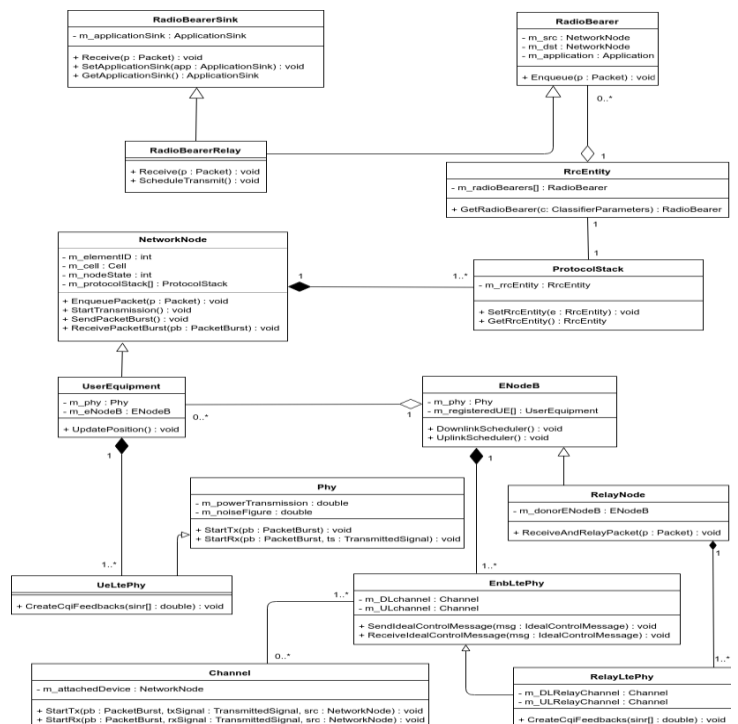 RadioBearerSink
- m_applicationSink : ApplicationSink
+ Receive(p : Packet) : void
+ SetApplicationSink(app : ApplicationSink) : void
+ GetApplicationSink() : ApplicationSink
RadioBearer
- m_src : NetworkNode
- m_dst : NetworkNode
- m_application : Application
+ Enqueue(p : Packet) : void
0..*
1
RadioBearerRelay
+ Receive(p : Packet) : void
+ ScheduleTransmit() : void
RrcEntity
- m_radioBearers[] : RadioBearer
+ GetRadioBearer(c: ClassifierParameters) : RadioBearer
1
1
NetworkNode
- m_elementID : int
- m_cell : Cell
- m_nodeState : int
- m_protocolStack[] : ProtocolStack
+ EnqueuePacket(p : Packet) : void
+ StartTransmission() : void
+ SendPacketBurst() : void
+ ReceivePacketBurst(pb : PacketBurst) : void
1
1..*
ProtocolStack
- m_rrcEntity : RrcEntity
+ SetRrcEntity(e : RrcEntity) : void
+ GetRrcEntity() : RrcEntity
UserEquipment
- m_phy : Phy
- m_eNodeB : ENodeB
+ UpdatePosition() : void
0..*
1
1
ENodeB
- m_phy : Phy
- m_registeredUE[] : UserEquipment
+ DownlinkScheduler() : void
+ UplinkScheduler() : void
1
Phy
- m_powerTransmission : double
- m_noiseFigure : double
+ StartTx(pb : PacketBurst) : void
+ StartRx(pb : PacketBurst, ts : TransmittedSignal) : void
RelayNode
- m_donorENodeB : ENodeB
+ ReceiveAndRelayPacket(p : Packet) : void
1
1..*
UeLtePhy
+ CreateCqiFeedbacks(sinr[] : double) : void
1..*
1..*
EnbLtePhy
- m_DLchannel : Channel
- m_ULchannel : Channel
+ SendIdealControlMessage(msg : IdealControlMessage) : void
+ ReceiveIdealControlMessage(msg : IdealControlMessage) : void
0..*
1..*
Channel
- m_attachedDevice : NetworkNode
+ StartTx(pb : PacketBurst, txSignal : TransmittedSignal, src : NetworkNode) : void
+ StartRx(pb : PacketBurst, rxSignal : TransmittedSignal, src : NetworkNode) : void
RelayLtePhy
- m_DLRelayChannel : Channel
- m_ULRelayChannel : Channel
+ CreateCqiFeedbacks(sinr[] : double) : void